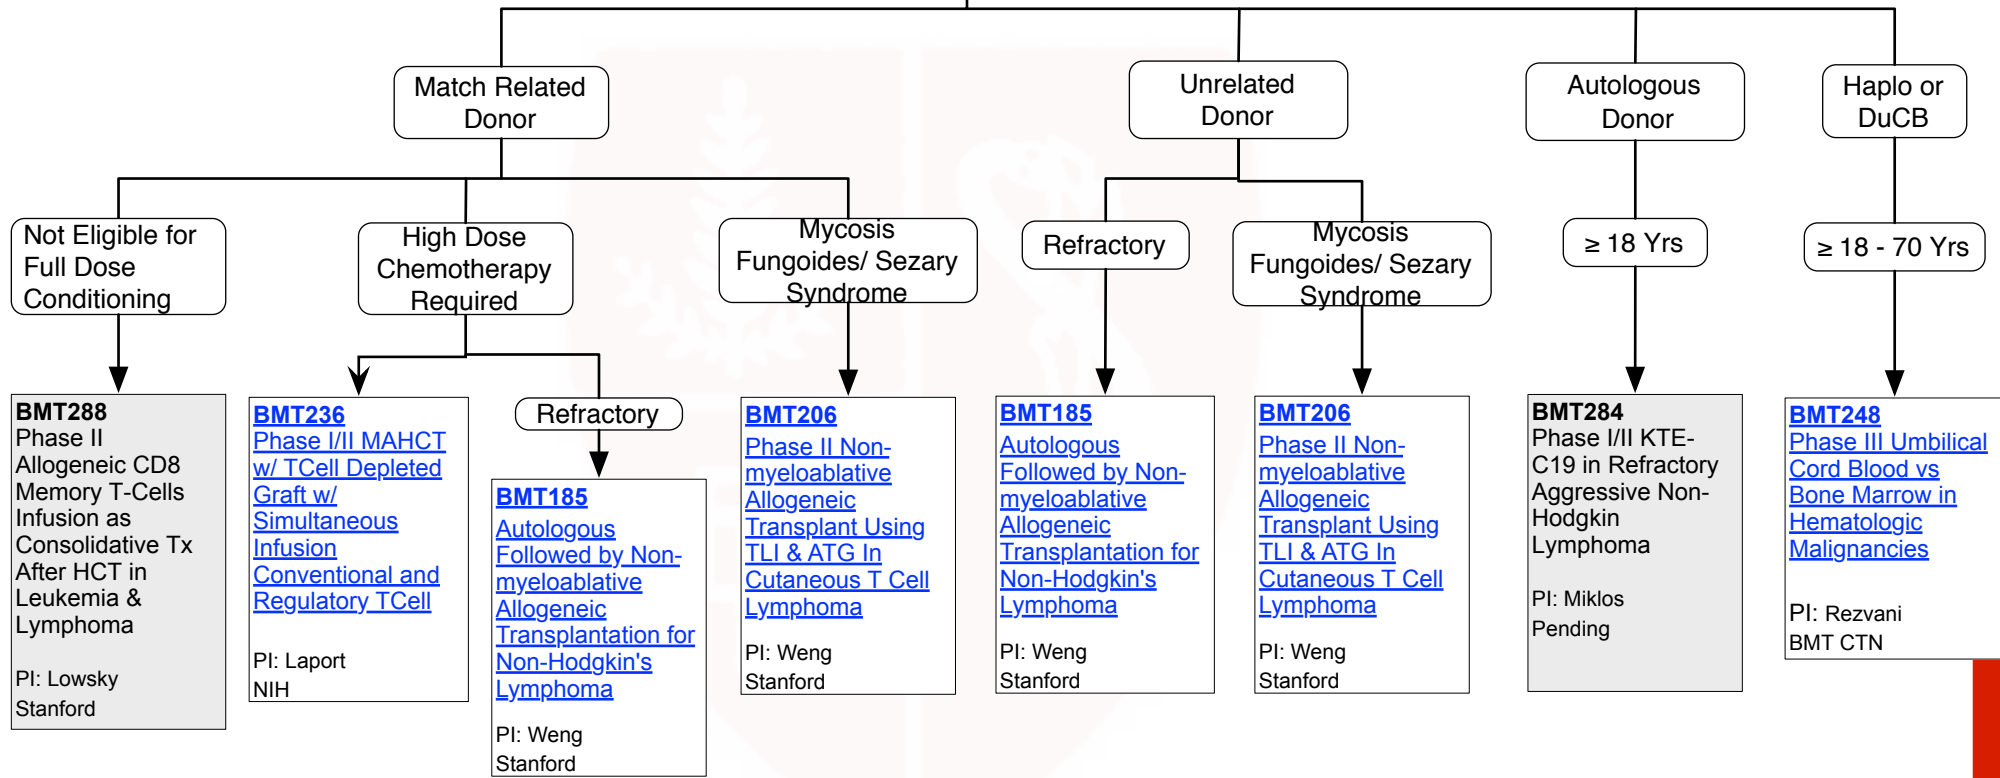 Match Related
Donor
Unrelated
Donor
Autologous
Donor
Haplo or
DuCB
Not Eligible for
Full Dose
Conditioning
High Dose
Chemotherapy
Required
Mycosis
Fungoides/ Sezary
Syndrome
Refractory
Mycosis
Fungoides/ Sezary
Syndrome
≥ 18 Yrs
≥ 18 - 70 Yrs
BMT288
Phase II
Allogeneic CD8
Memory T-Cells
Infusion as
Consolidative Tx
After HCT in
Leukemia &
Lymphoma
PI: Lowsky
Stanford
BMT236
Phase I/II MAHCT
w/ TCell Depleted
Graft w/
Simultaneous
Infusion
Conventional and
Regulatory TCell
PI: Laport
NIH
Refractory
BMT185
Autologous
Followed by Non-
myeloablative
Allogeneic
Transplantation for
Non-Hodgkin's
Lymphoma
PI: Weng
Stanford
BMT206
Phase II Non-
myeloablative
Allogeneic
Transplant Using
TLI & ATG In
Cutaneous T Cell
Lymphoma
PI: Weng
Stanford
BMT185
Autologous
Followed by Non-
myeloablative
Allogeneic
Transplantation for
Non-Hodgkin's
Lymphoma
PI: Weng
Stanford
BMT206
Phase II Non-
myeloablative
Allogeneic
Transplant Using
TLI & ATG In
Cutaneous T Cell
Lymphoma
PI: Weng
Stanford
BMT284
Phase I/II KTE-
C19 in Refractory
Aggressive Non-
Hodgkin
Lymphoma
PI: Miklos
Pending
BMT248
Phase III Umbilical
Cord Blood vs
Bone Marrow in
Hematologic
Malignancies
PI: Rezvani
BMT CTN